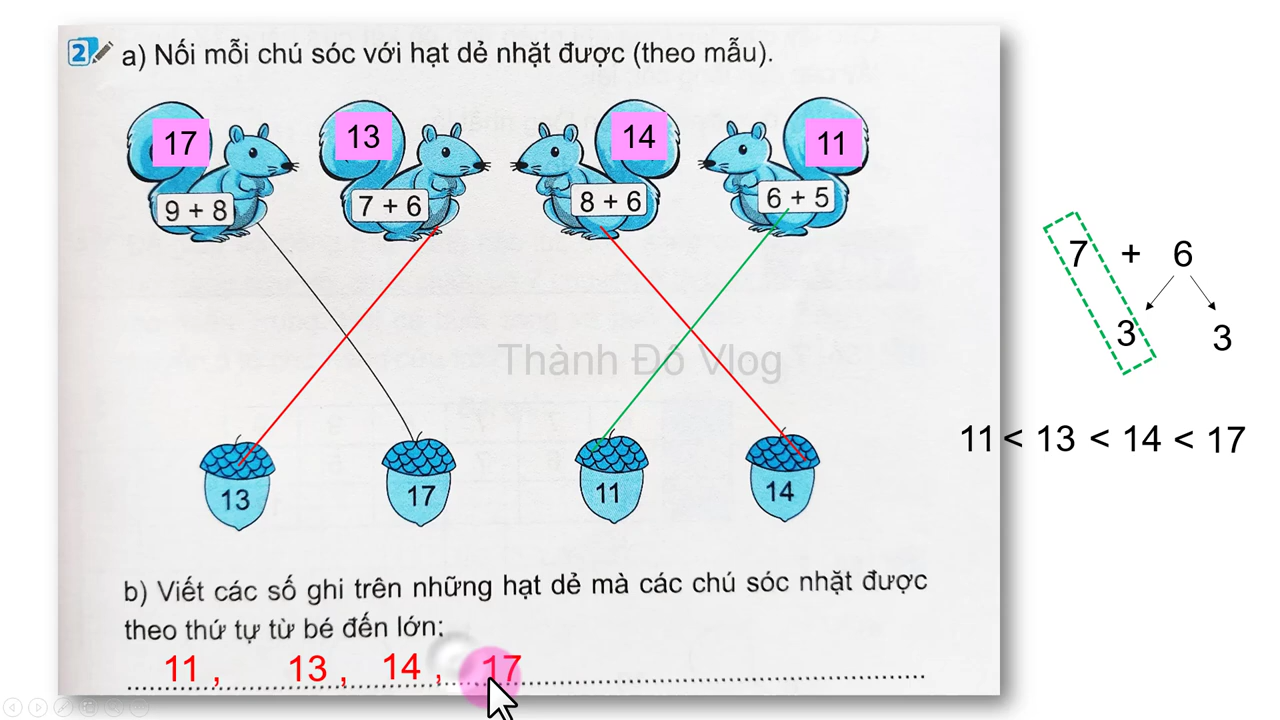 2 a) Nối mỗi chú sóc với hạt dẻ nhặt được (theo mẫu).
17 13 14 11
9 + 8 7 + 6 8 + 6 6 + 5
7 + 6
3 3
Thành Đô Vlog
11 < 13 < 14 < 17
13 17 11 14
b) Viết các số ghi trên những hạt dẻ mà các chú sóc nhặt được
theo thứ tự từ bé đến lớn:
11 , 13 , 14 , 17